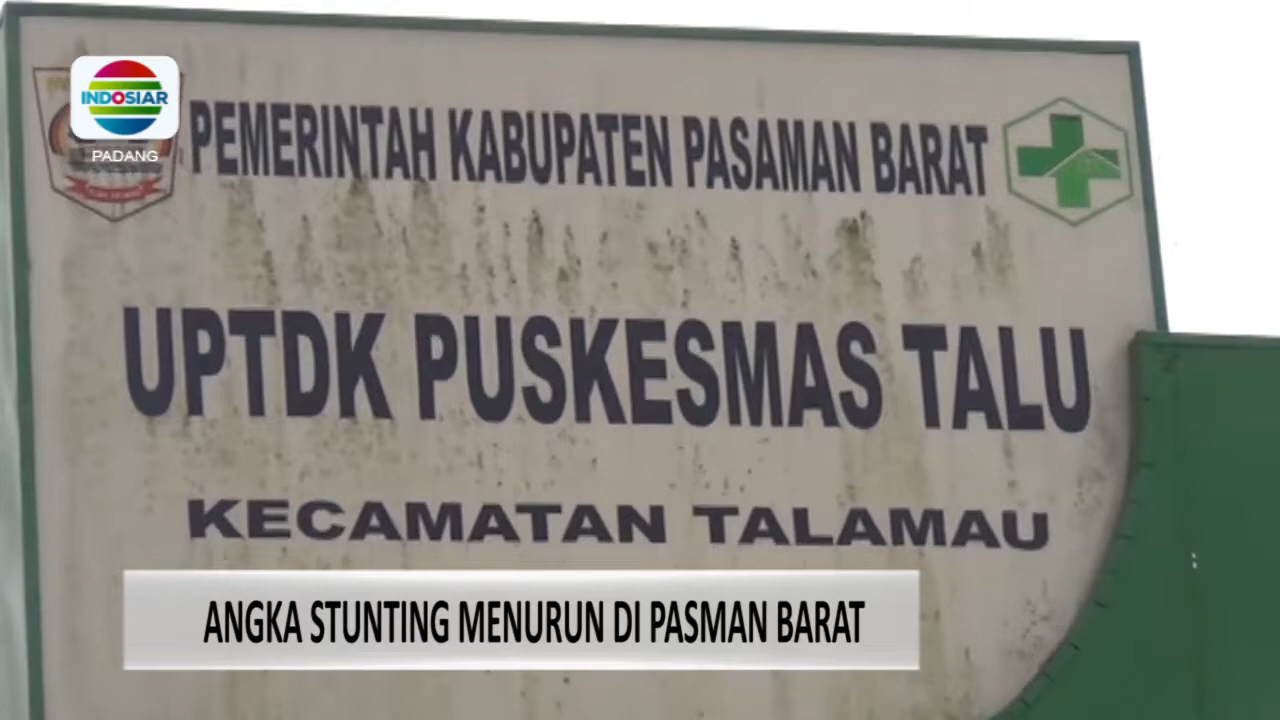 INDOSIAR
PADANG
PEMERINTAH KABUPATEN PASAMAN BARAT
UPTDK PUSKESMAS TALU
KECAMATAN TALAMAU
ANGKA STUNTING MENURUN DI PASMAN BARAT